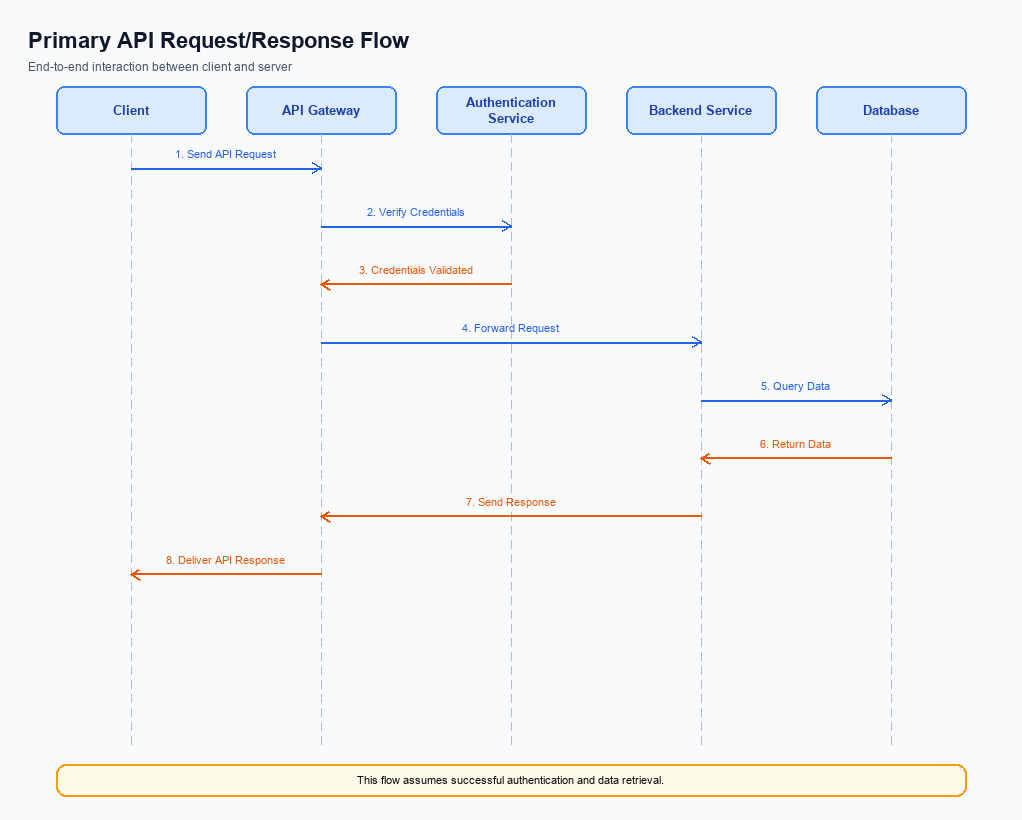 Primary API Request/Response Flow
End-to-end interaction between client and server
Client
API Gateway
Authentication
Service
Backend Service
Database
1. Send API Request
2. Verify Credentials
3. Credentials Validated
4. Forward Request
5. Query Data
6. Return Data
7. Send Response
8. Deliver API Response
This flow assumes successful authentication and data retrieval.